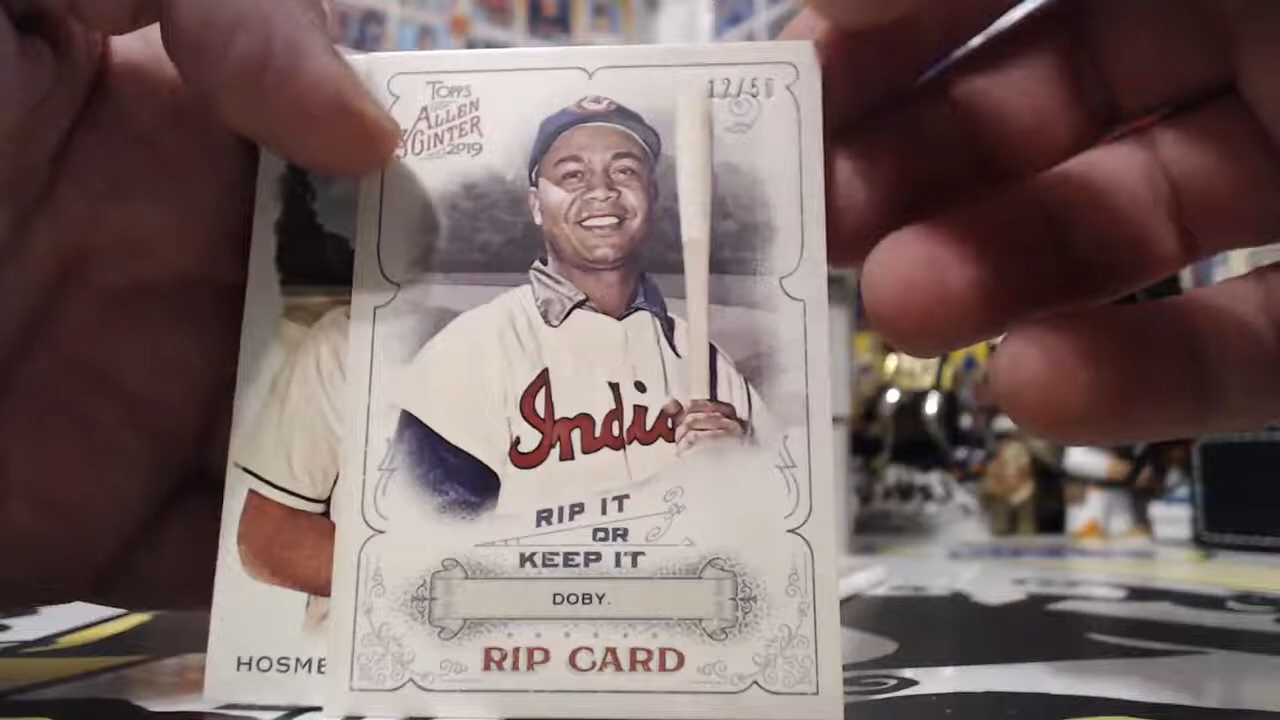 TOPPS
ALLEN
& GINTER
2019
12/50
Indi
RIP IT
OR
KEEP IT
DOBY.
RIP CARD
HOSME